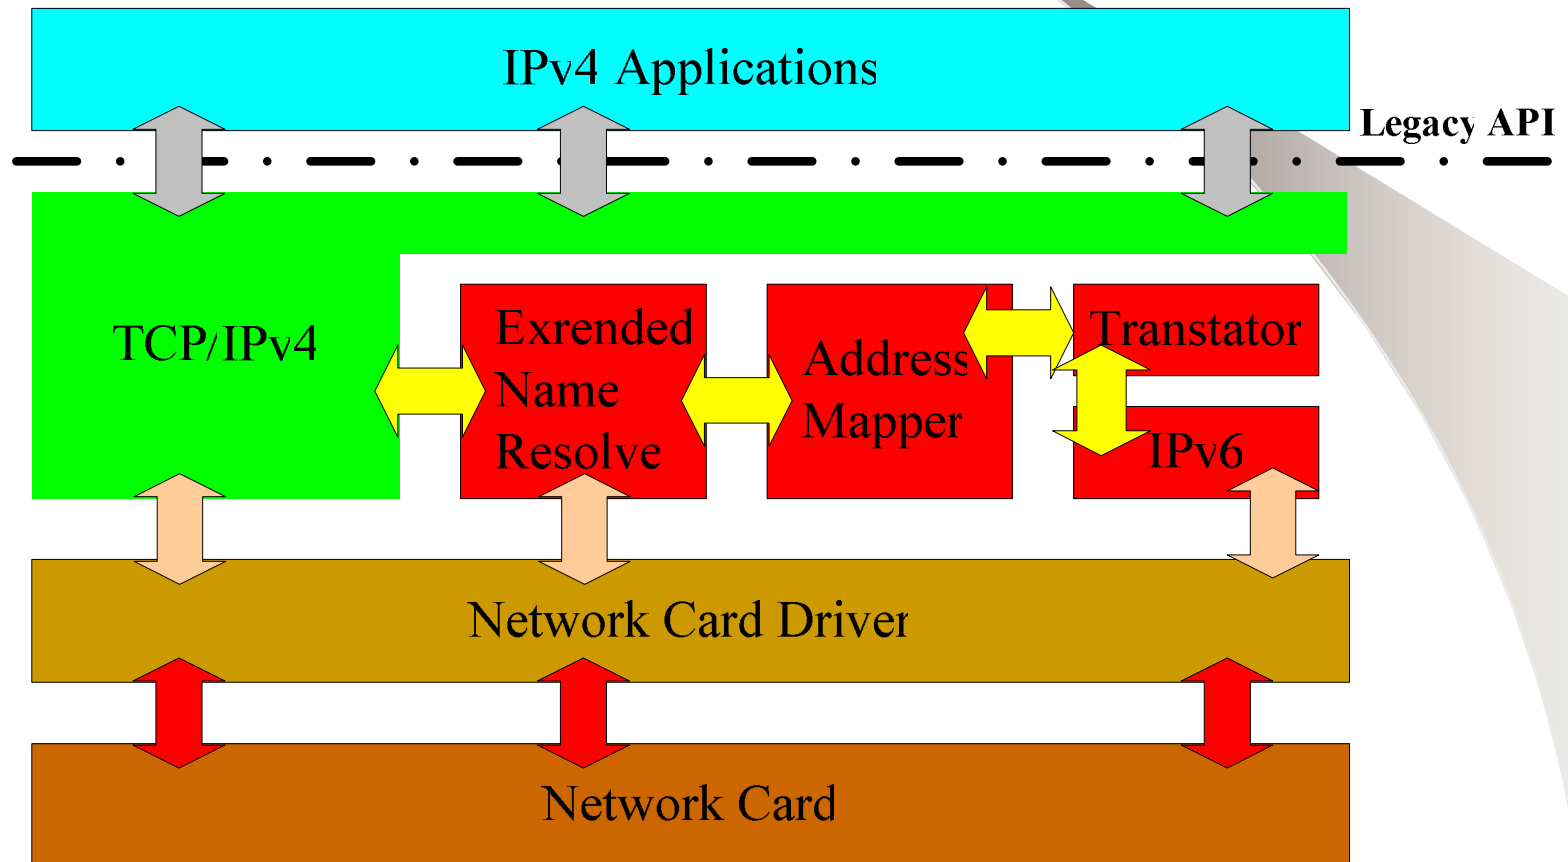 IPv4 Applications
Legacy API
TCP/IPv4
Exrended
Name
Resolve
Address
Mapper
Transtator
IPv6
Network Card Driver
Network Card